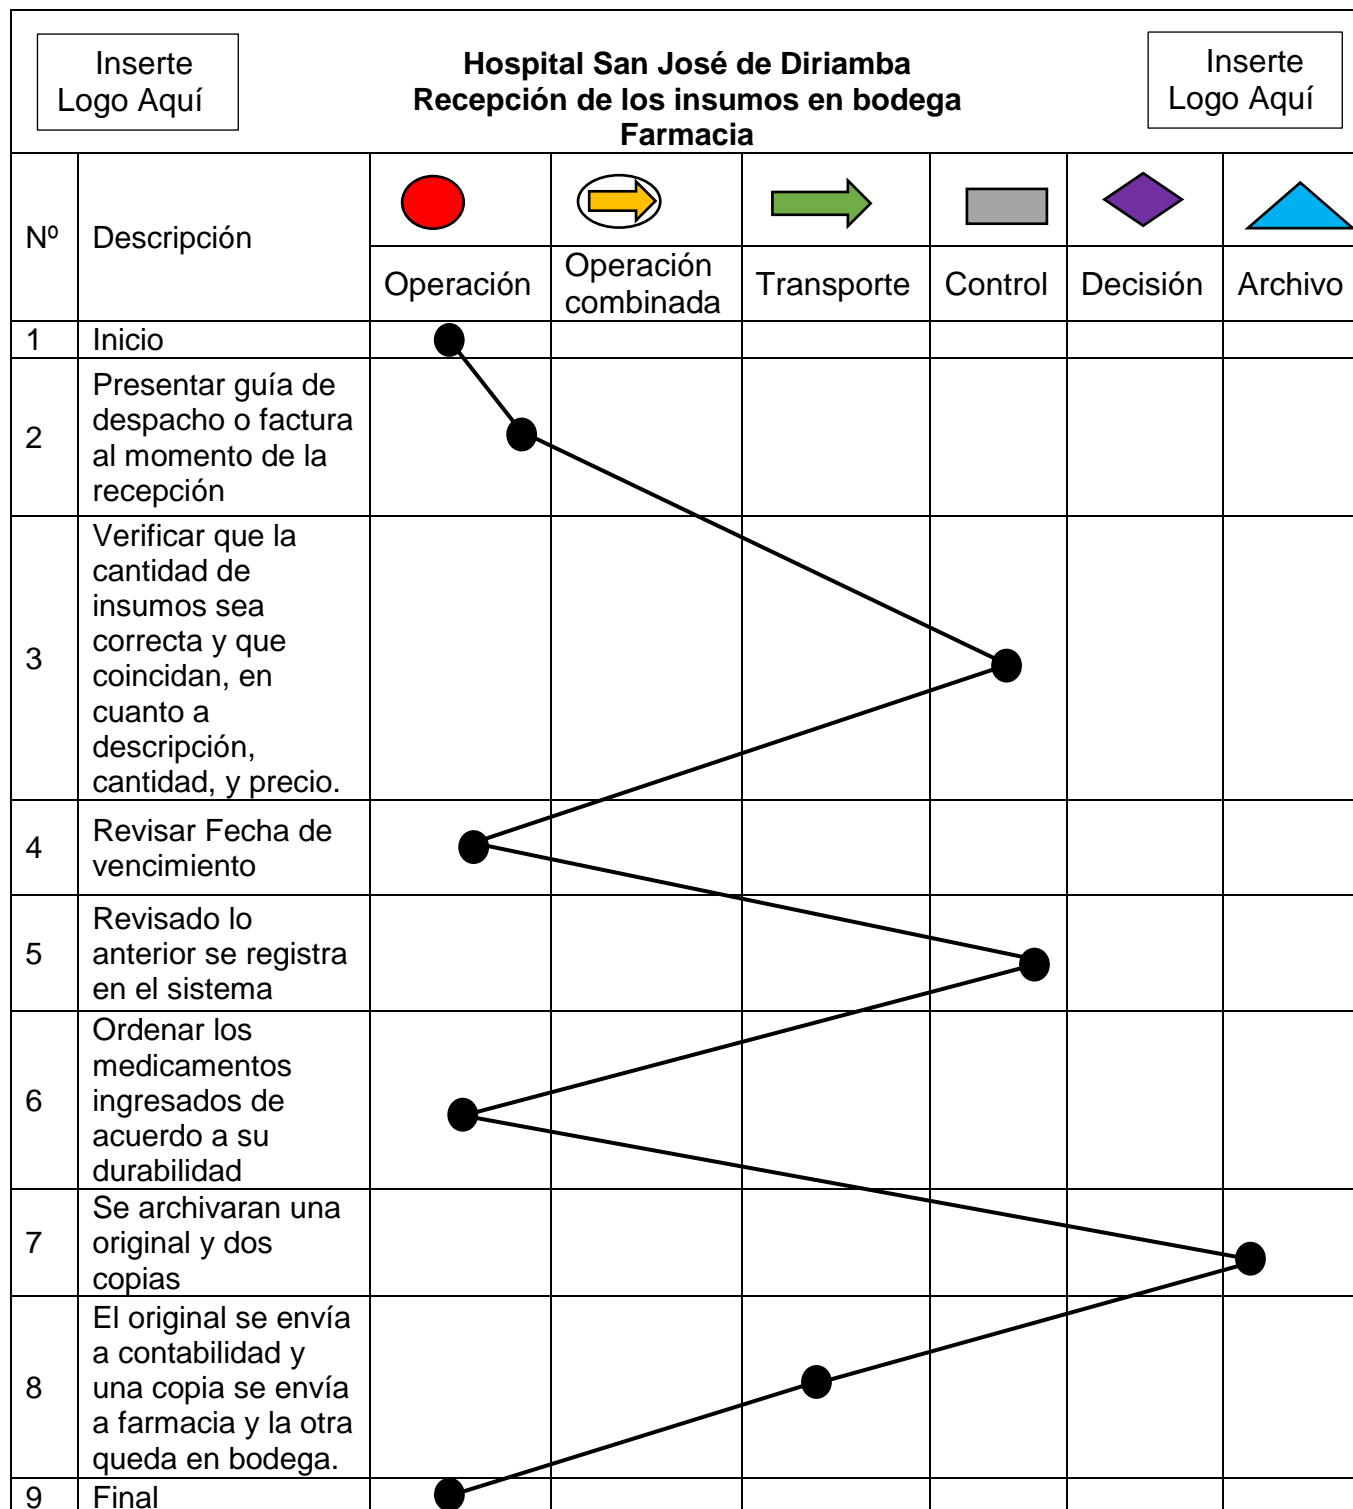 Inserte
Logo Aquí
Hospital San José de Diriamba
Recepción de los insumos en bodega
Farmacia
Inserte
Logo Aquí
Nº
Descripción
Operación
Operación
combinada
Transporte
Control
Decisión
Archivo
1
Inicio
2
Presentar guía de
despacho o factura
al momento de la
recepción
3
Verificar que la
cantidad de
insumos sea
correcta y que
coincidan, en
cuanto a
descripción,
cantidad, y precio.
4
Revisar Fecha de
vencimiento
5
Revisado lo
anterior se registra
en el sistema
6
Ordenar los
medicamentos
ingresados de
acuerdo a su
durabilidad
7
Se archivaran una
original y dos
copias
8
El original se envía
a contabilidad y
una copia se envía
a farmacia y la otra
queda en bodega.
9
Final